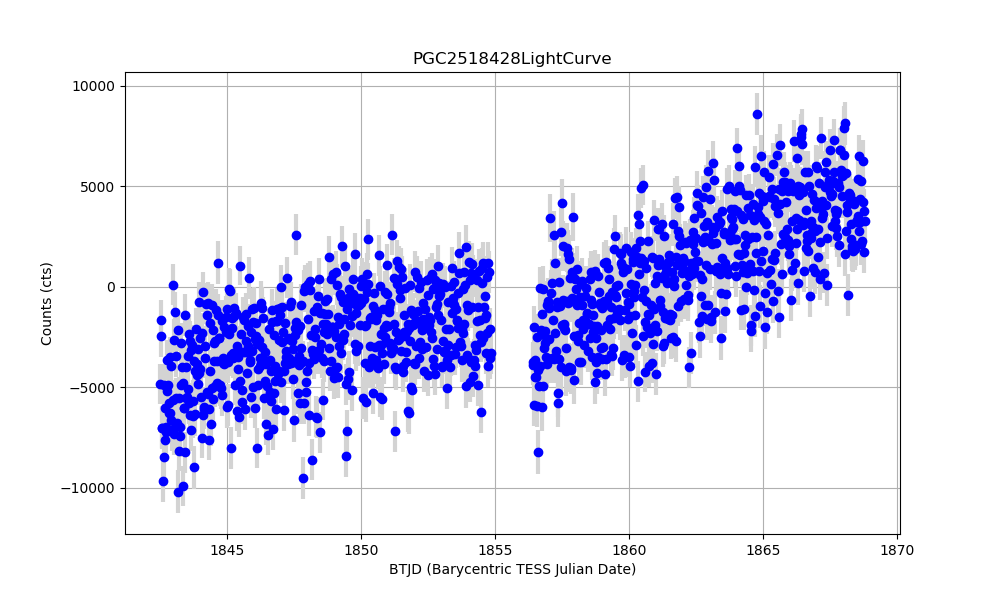 PGC2518428LightCurve
10000
5000
0
−5000
−10000
Counts (cts)
1845 1850 1855 1860 1865 1870
BTJD (Barycentric TESS Julian Date)